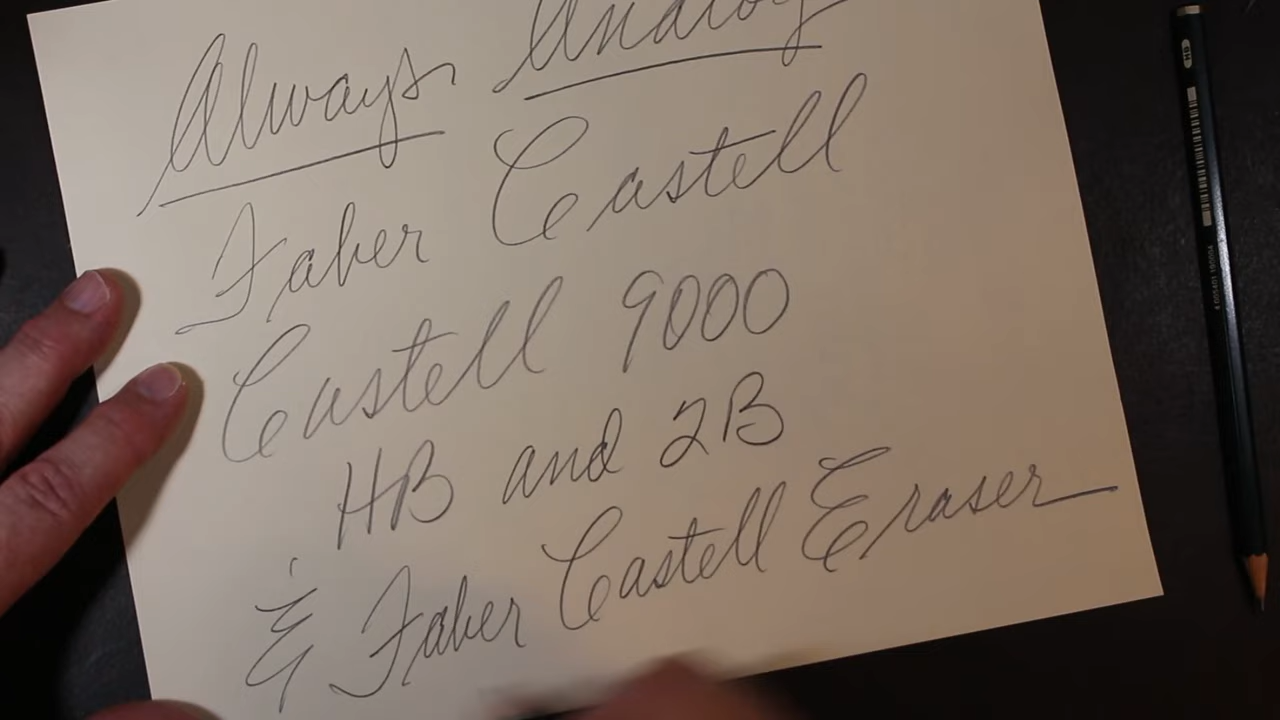 Always Analog
Faber Castell
Castell 9000
HB and 2B
& Faber Castell Eraser